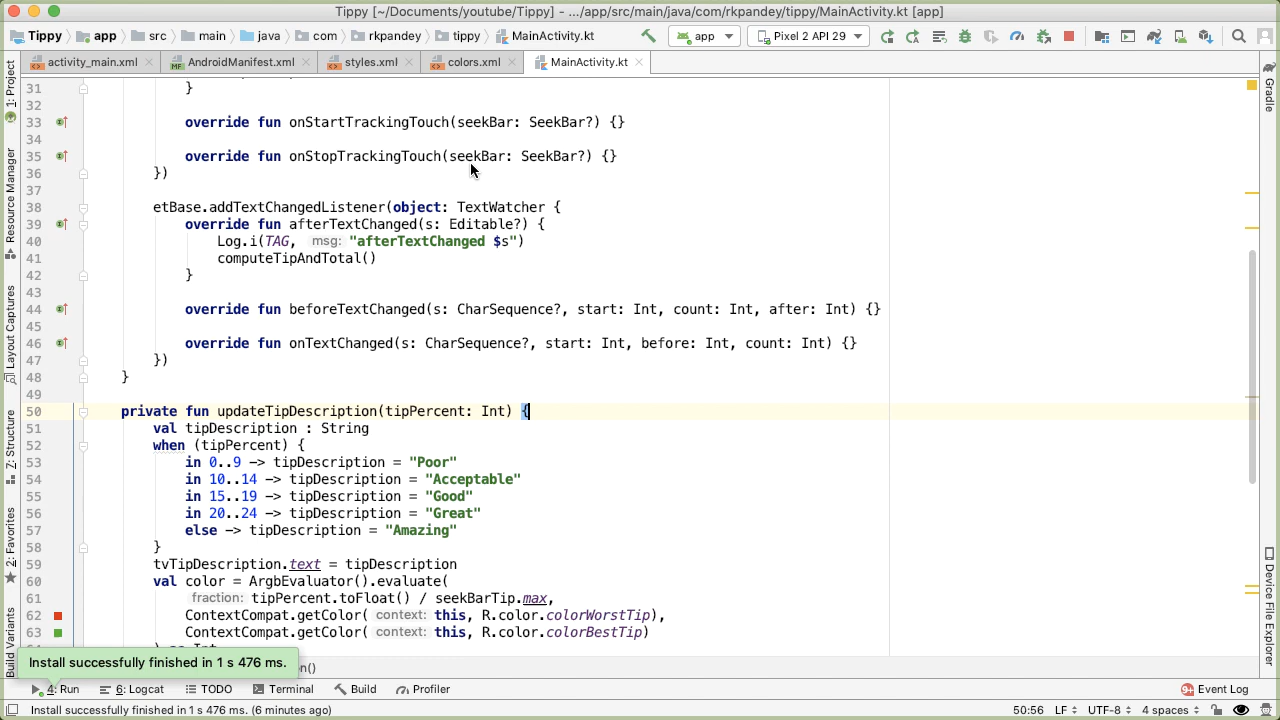 Tippy [~/Documents/youtube/Tippy] - .../app/src/main/java/com/rkpandey/tippy/MainActivity.kt [app]
Tippy app src main java com rkpandey tippy MainActivity.kt app Pixel 2 API 29
activity_main.xml AndroidManifest.xml styles.xml colors.xml MainActivity.kt
1: Project
Resource Manager
Layout Captures
Z: Structure
2: Favorites
Build Variants
31 }
32
33 override fun onStartTrackingTouch(seekBar: SeekBar?) {}
34
35 override fun onStopTrackingTouch(seekBar: SeekBar?) {}
36 })
37
38 etBase.addTextChangedListener(object: TextWatcher {
39 override fun afterTextChanged(s: Editable?) {
40 Log.i(TAG, msg: "afterTextChanged $s")
41 computeTipAndTotal()
42 }
43
44 override fun beforeTextChanged(s: CharSequence?, start: Int, count: Int, after: Int) {}
45
46 override fun onTextChanged(s: CharSequence?, start: Int, before: Int, count: Int) {}
47 })
48 }
49
50 private fun updateTipDescription(tipPercent: Int) {
51 val tipDescription : String
52 when (tipPercent) {
53 in 0..9 -> tipDescription = "Poor"
54 in 10..14 -> tipDescription = "Acceptable"
55 in 15..19 -> tipDescription = "Good"
56 in 20..24 -> tipDescription = "Great"
57 else -> tipDescription = "Amazing"
58 }
59 tvTipDescription.text = tipDescription
60 val color = ArgbEvaluator().evaluate(
61 fraction: tipPercent.toFloat() / seekBarTip.max,
62 ContextCompat.getColor( context: this, R.color.colorWorstTip),
63 ContextCompat.getColor( context: this, R.color.colorBestTip)
) as Int
Gradle
Device File Explorer
Install successfully finished in 1 s 476 ms.
4: Run 6: Logcat TODO Terminal Build Profiler 9+ Event Log
Install successfully finished in 1 s 476 ms. (6 minutes ago) 50:56 LF UTF-8 4 spaces